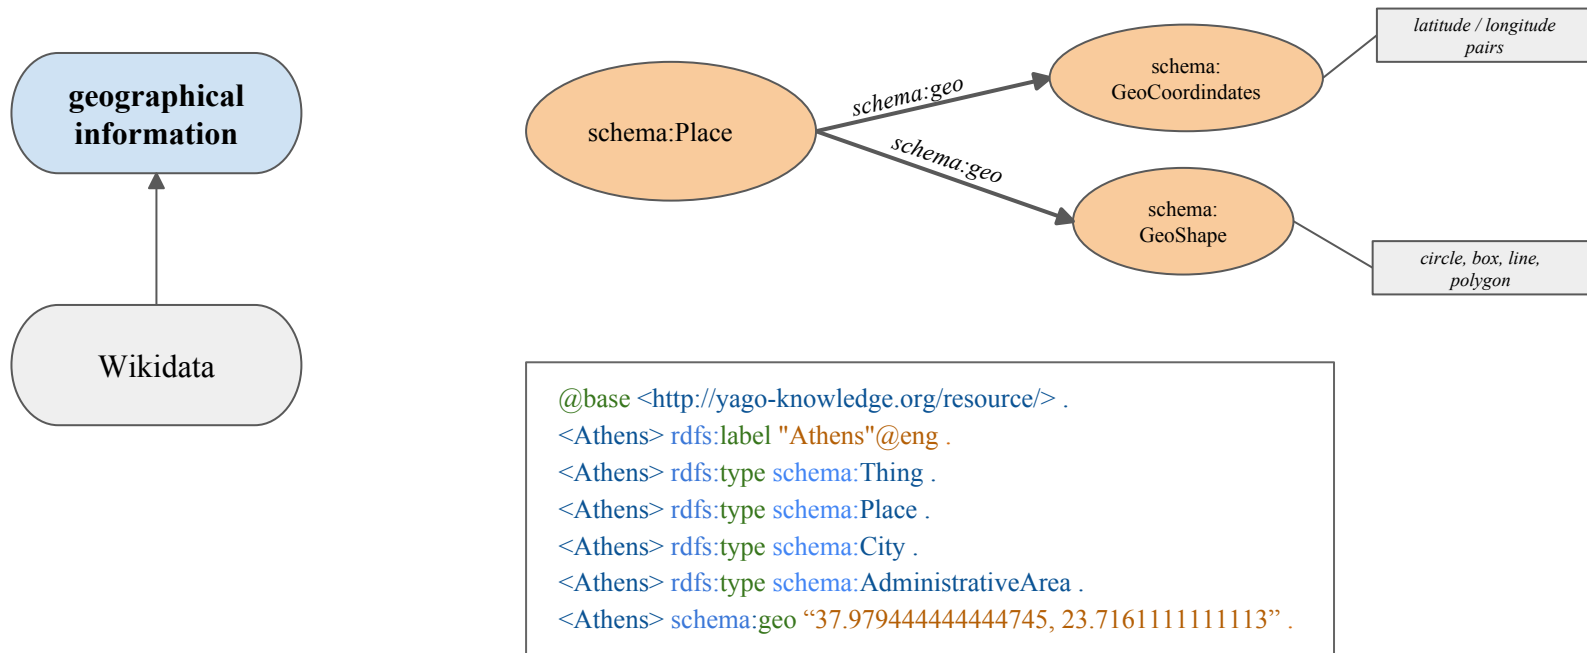 geographical
information
Wikidata
schema:Place
schema:geo
schema:geo
schema:
GeoCoordindates
schema:
GeoShape
latitude / longitude
pairs
circle, box, line,
polygon
@base <http://yago-knowledge.org/resource/> .
<Athens> rdfs:label "Athens"@eng .
<Athens> rdfs:type schema:Thing .
<Athens> rdfs:type schema:Place .
<Athens> rdfs:type schema:City .
<Athens> rdfs:type schema:AdministrativeArea .
<Athens> schema:geo “37.979444444444745, 23.7161111111113” .